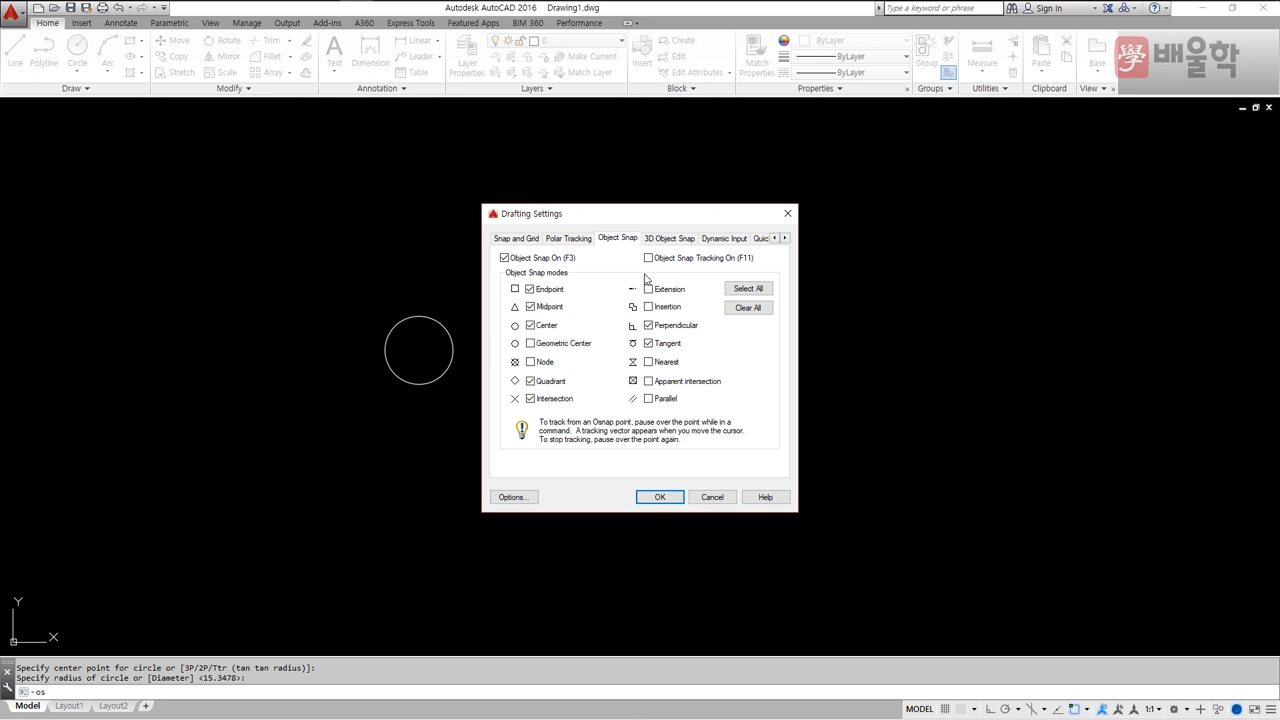 Autodesk AutoCAD 2016 Drawing1.dwg
Type a keyword or phrase
Sign In
Home Insert Annotate Parametric View Manage Output Add-ins A360 Express Tools Featured Apps BIM 360 Performance
Move Rotate Trim
Copy Mirror Fillet
Stretch Scale Array
Line Polyline Circle Arc
Text Dimension
Linear
Leader
Table
Layer
Properties
0
Make Current
Match Layer
Insert
Create
Edit
Edit Attributes
Match
Properties
ByLayer
ByLayer
ByLayer
Group
Measure
Paste
Base
學 배울학
Draw Modify Annotation Layers Block Properties Groups Utilities Clipboard View
Drafting Settings
Snap and Grid Polar Tracking Object Snap 3D Object Snap Dynamic Input Quic
Object Snap On (F3) Object Snap Tracking On (F11)
Object Snap modes
Endpoint Extension Select All
Midpoint Insertion Clear All
Center Perpendicular
Geometric Center Tangent
Node Nearest
Quadrant Apparent intersection
Intersection Parallel
To track from an Osnap point, pause over the point while in a
command. A tracking vector appears when you move the cursor.
To stop tracking, pause over the point again.
Options... OK Cancel Help
Y
X
Specify center point for circle or [3P/2P/Ttr (tan tan radius)]:
Specify radius of circle or [Diameter] <15.3478>:
os
Model Layout1 Layout2 +
MODEL 1:1